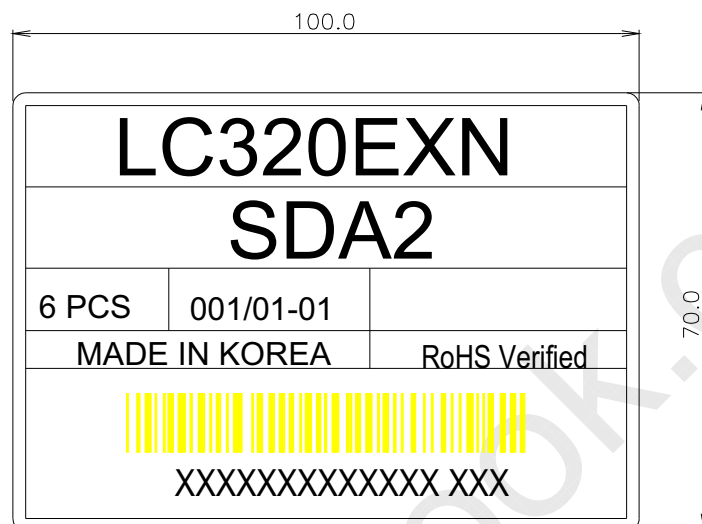 100.0
LC320EXN
SDA2
6 PCS 001/01-01
70.0
MADE IN KOREA RoHS Verified
XXXXXXXXXXXXX XXX